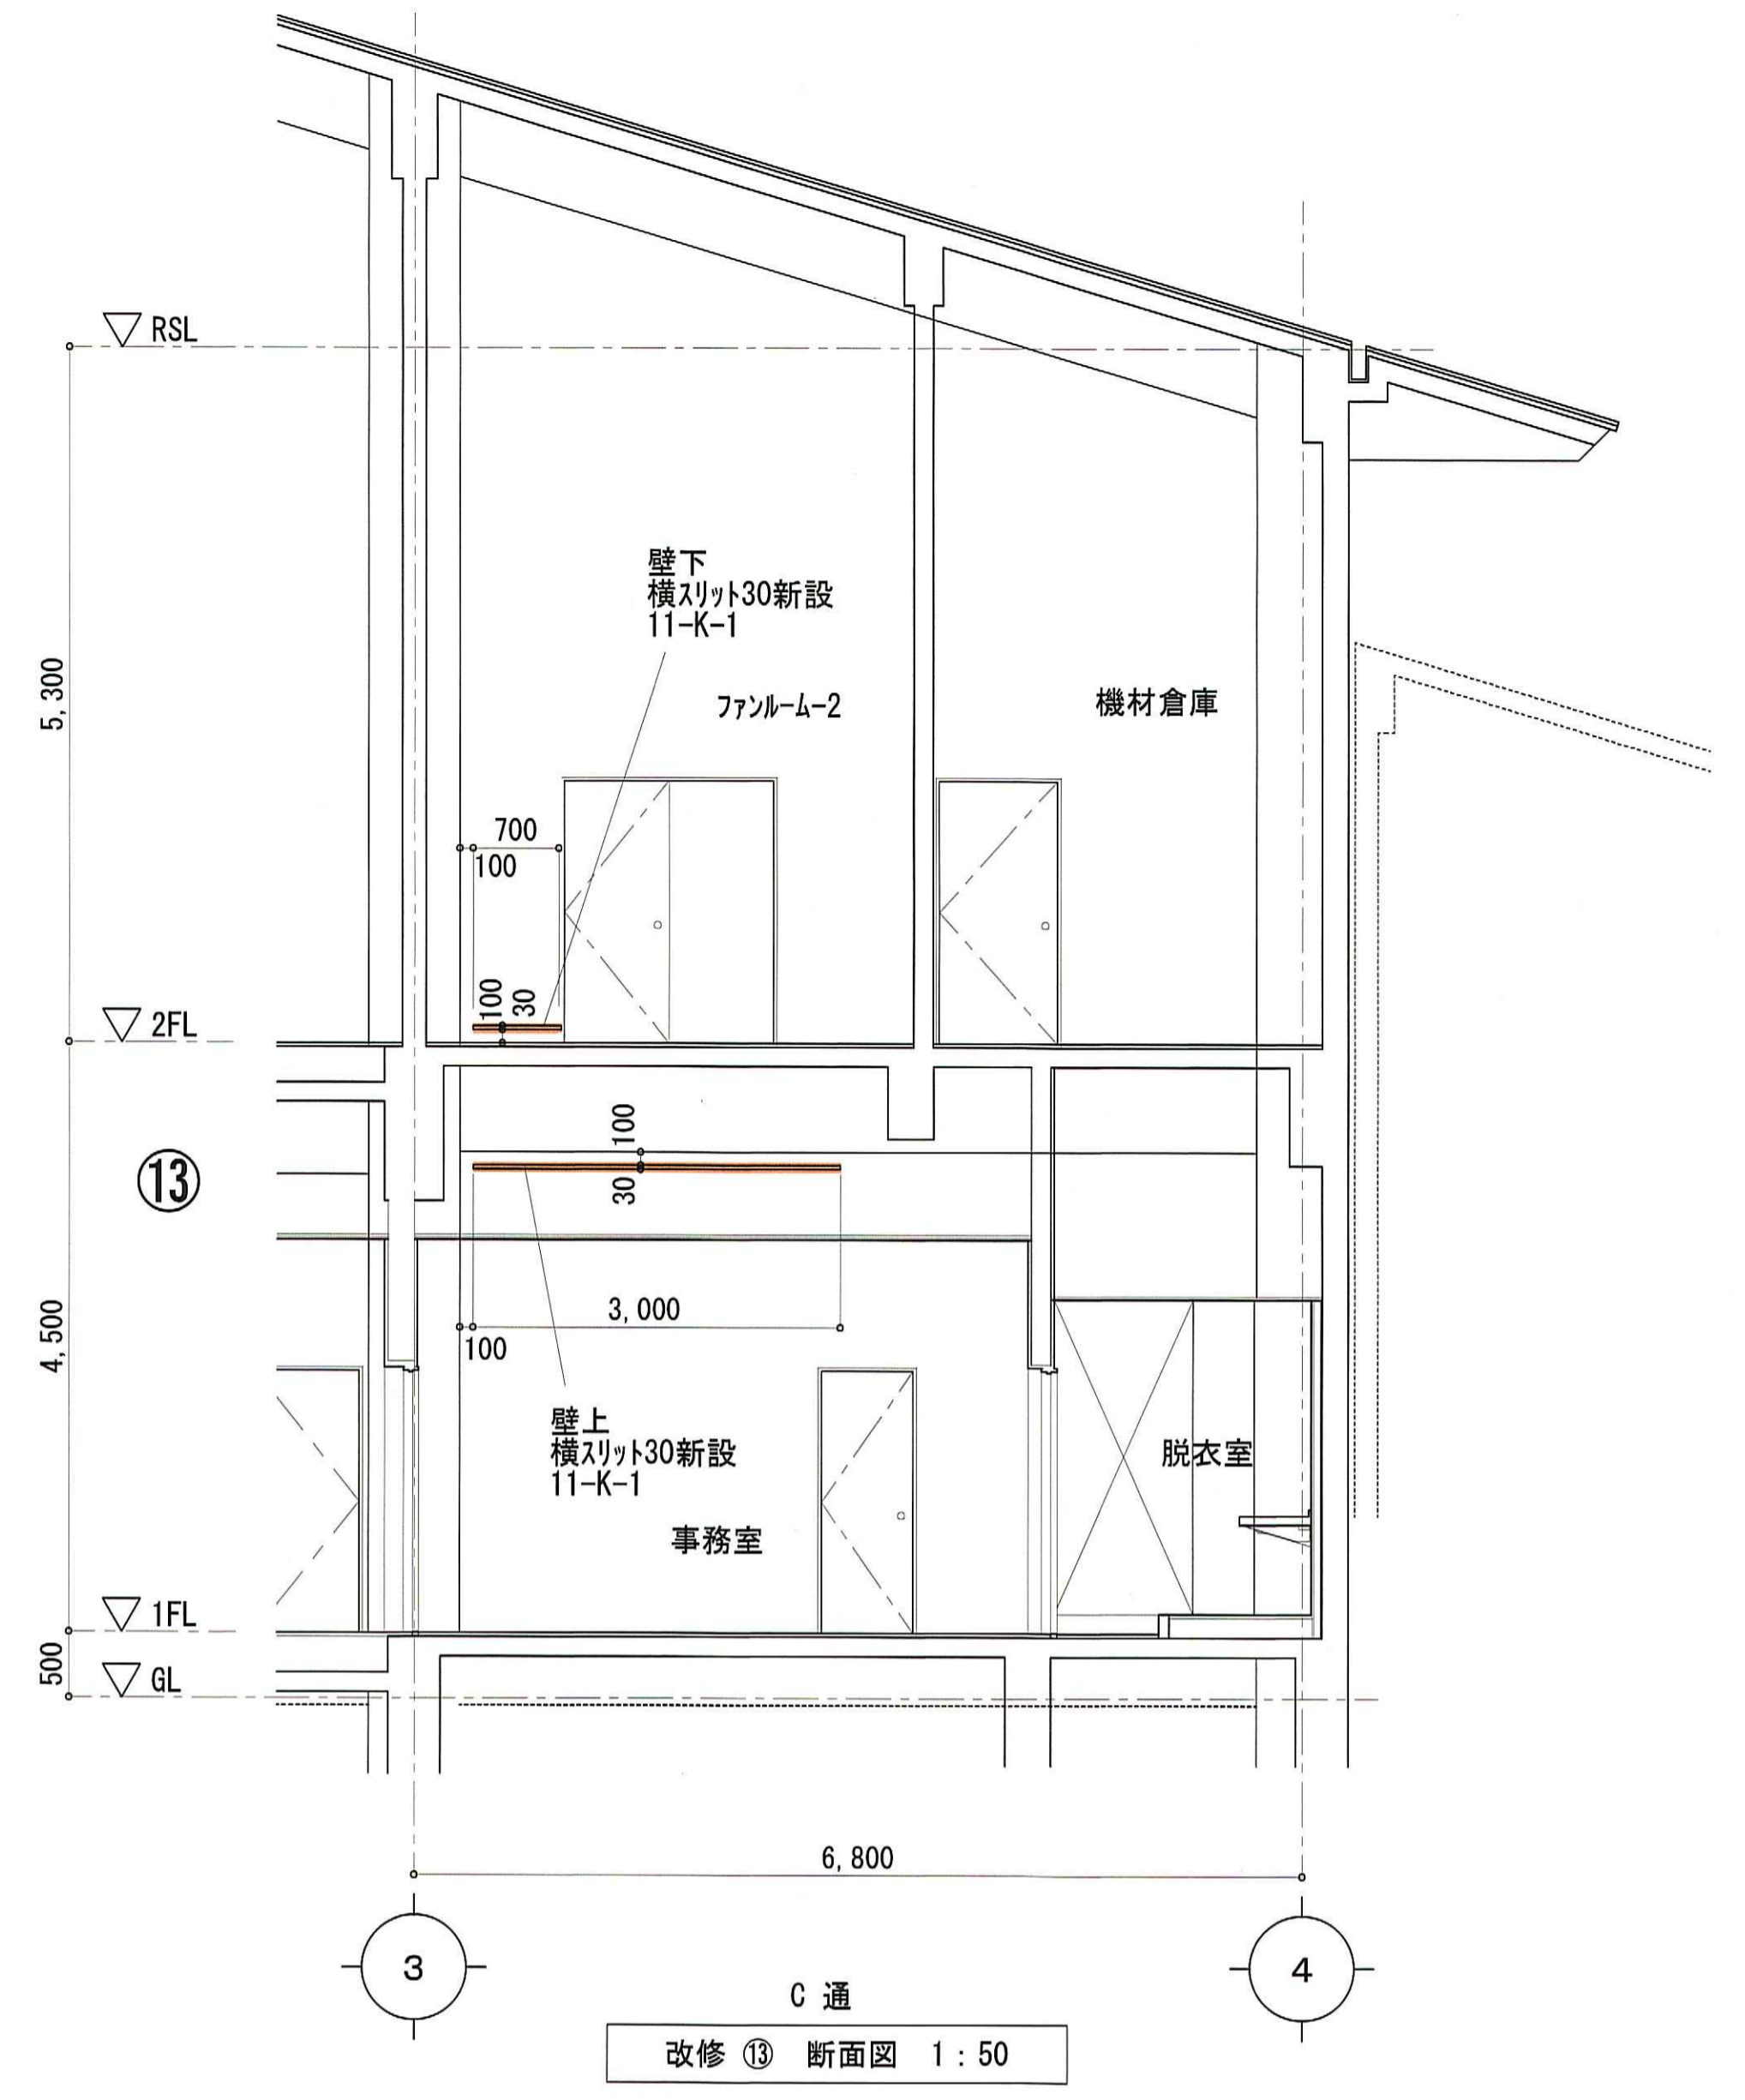 RSL
壁下
横スリット30新設
11-K-1
5,300
ファンルーム-2
機材倉庫
700
100
100
30
2FL
100
13
30
4,500
3,000
100
壁上
横スリット30新設
11-K-1
脱衣室
事務室
1FL
500
GL
6,800
3
4
C 通
改修 ⑬ 断面図 1:50